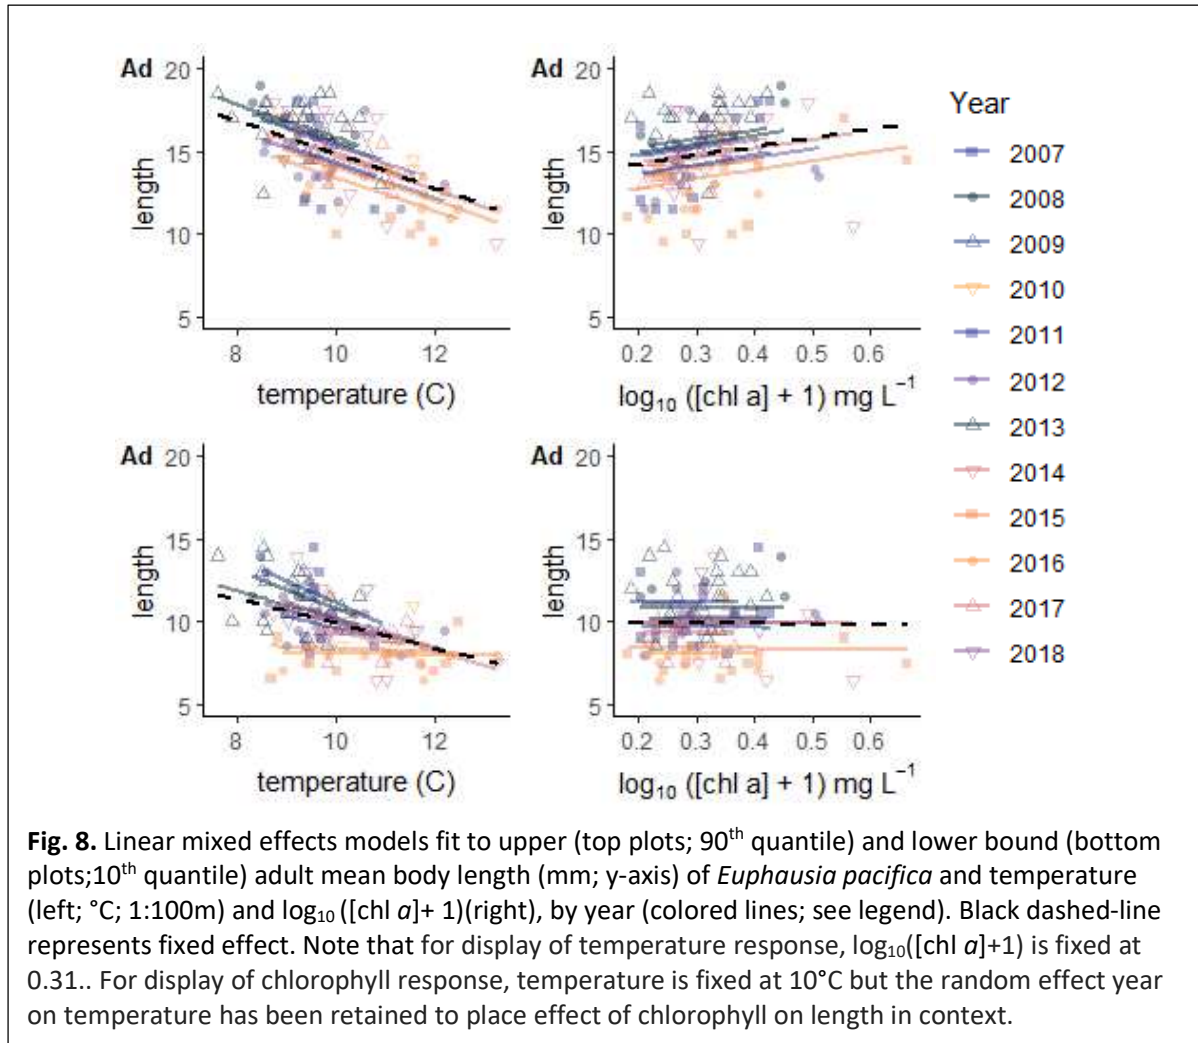 Ad
20
15
10
5
length
8
10
12
temperature (C)
Ad
20
15
10
5
length
0.2
0.3
0.4
0.5
0.6
log₁₀ ([chl a] + 1) mg L⁻¹
Ad
20
15
10
5
length
8
10
12
temperature (C)
Ad
20
15
10
5
length
0.2
0.3
0.4
0.5
0.6
log₁₀ ([chl a] + 1) mg L⁻¹
Year
2007
2008
2009
2010
2011
2012
2013
2014
2015
2016
2017
2018
Fig. 8. Linear mixed effects models fit to upper (top plots; 90th quantile) and lower bound (bottom
plots;10th quantile) adult mean body length (mm; y-axis) of Euphausia pacifica and temperature
(left; °C; 1:100m) and log₁₀ ([chl a]+ 1)(right), by year (colored lines; see legend). Black dashed-line
represents fixed effect. Note that for display of temperature response, log₁₀([chl a]+1) is fixed at
0.31.. For display of chlorophyll response, temperature is fixed at 10°C but the random effect year
on temperature has been retained to place effect of chlorophyll on length in context.